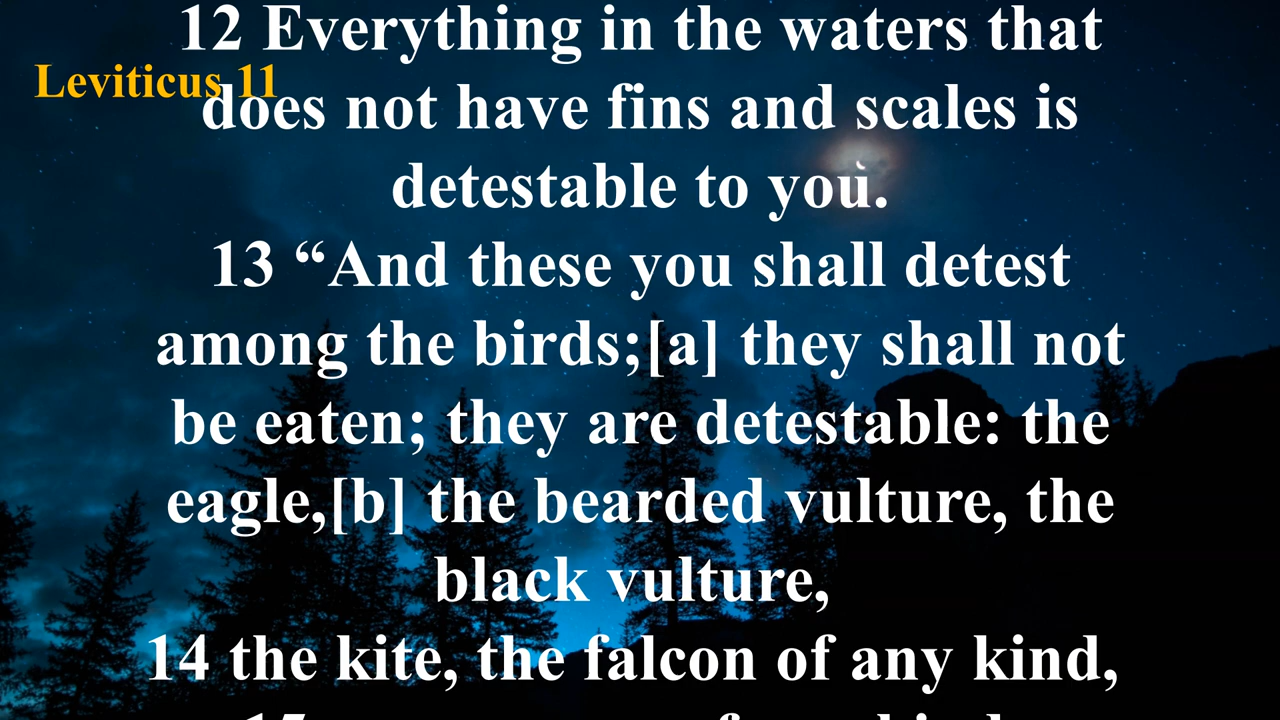 12 Everything in the waters that
Leviticus 11
does not have fins and scales is
detestable to you.
13 “And these you shall detest
among the birds;[a] they shall not
be eaten; they are detestable: the
eagle,[b] the bearded vulture, the
black vulture,
14 the kite, the falcon of any kind,